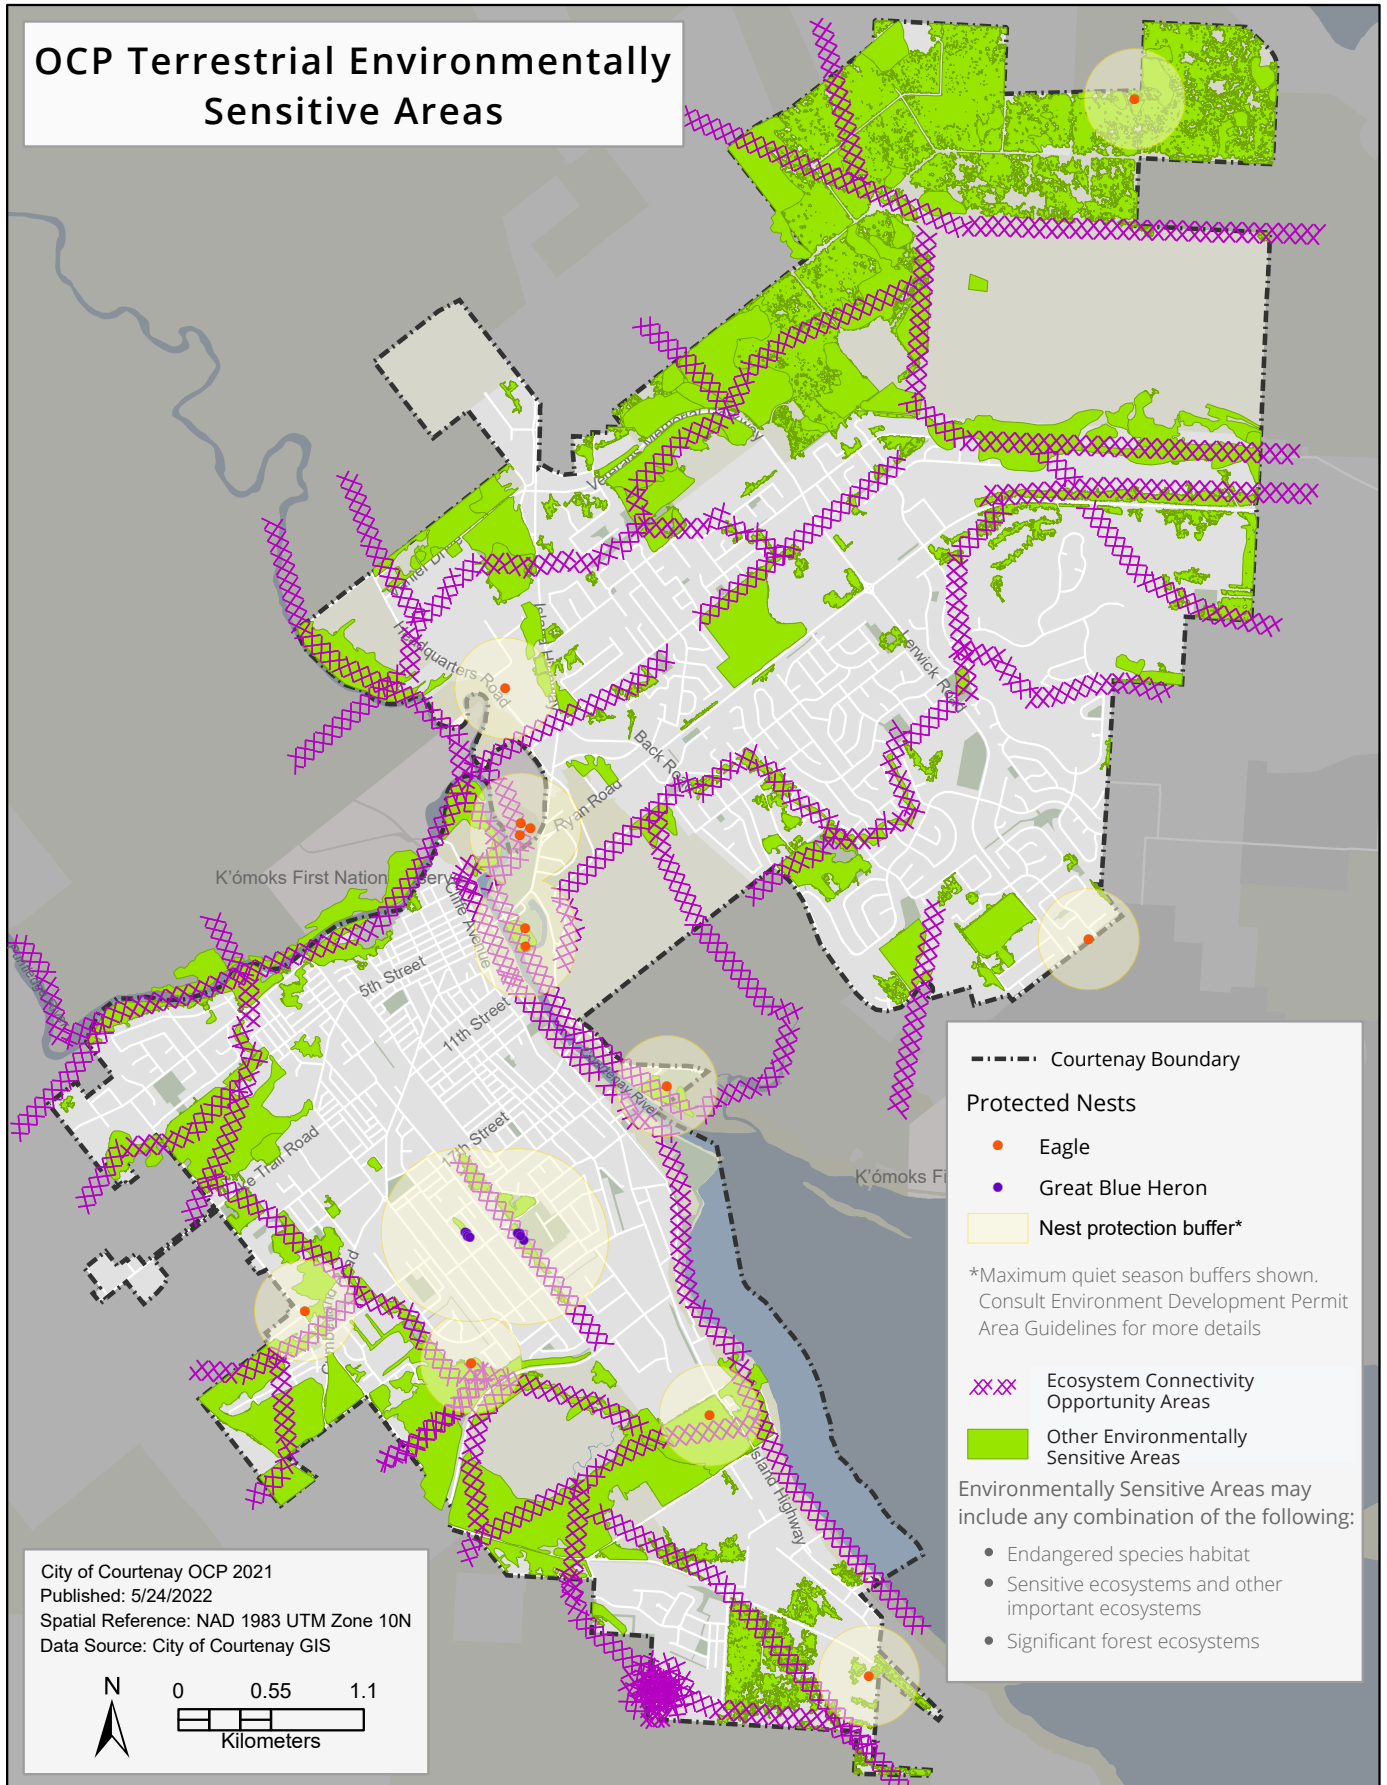 OCP Terrestrial Environmentally
Sensitive Areas
Headquarters Road
Back Road
Lerwick Road
Ryan Road
K'ómoks First Nation
Cliffe Avenue
5th Street
11th Street
17th Street
Courtenay River
K'ómoks Fi
Island Highway
Courtenay Boundary
Protected Nests
Eagle
Great Blue Heron
Nest protection buffer*
*Maximum quiet season buffers shown.
Consult Environment Development Permit
Area Guidelines for more details
Ecosystem Connectivity
Opportunity Areas
Other Environmentally
Sensitive Areas
Environmentally Sensitive Areas may
include any combination of the following:
• Endangered species habitat
• Sensitive ecosystems and other
important ecosystems
• Significant forest ecosystems
City of Courtenay OCP 2021
Published: 5/24/2022
Spatial Reference: NAD 1983 UTM Zone 10N
Data Source: City of Courtenay GIS
N
0 0.55 1.1
Kilometers